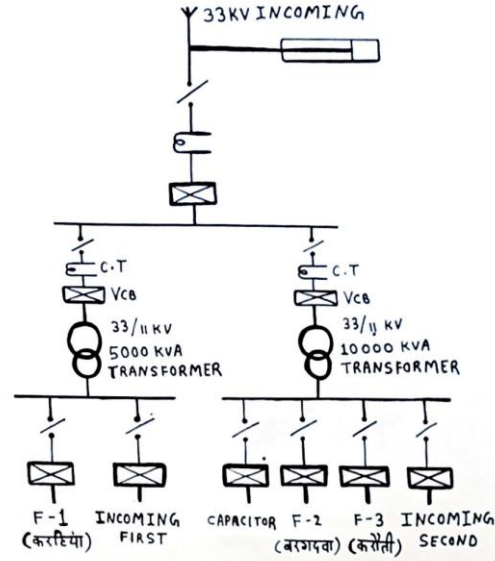 33KV INCOMING
C.T
VCB
33/11 KV
5000 KVA
TRANSFORMER
C.T
VCB
33/11 KV
10000 KVA
TRANSFORMER
F-1
(करहिया)
INCOMING
FIRST
CAPACITOR
F-2
(बरगदवा)
F-3
(करौती)
INCOMING
SECOND